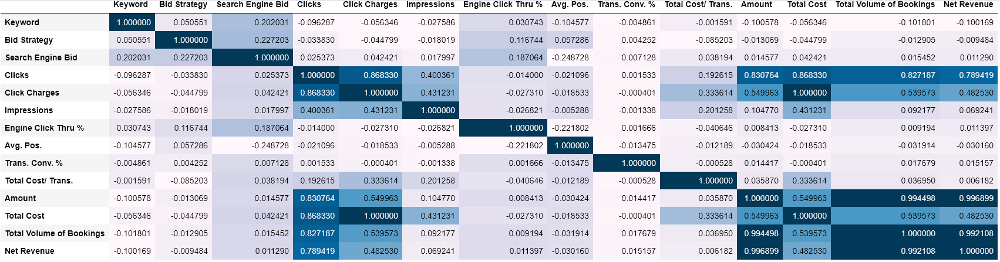 Keyword Bid Strategy Search Engine Bid Clicks Click Charges Impressions Engine Click Thru % Avg. Pos. Trans. Conv. % Total Cost/ Trans. Amount Total Cost Total Volume of Bookings Net Revenue
Keyword 1.000000 0.050551 0.202031 -0.096287 -0.056346 -0.027586 0.030743 -0.104577 -0.004861 -0.001591 -0.100578 -0.056346 -0.101801 -0.100169
Bid Strategy 0.050551 1.000000 0.227203 -0.033830 -0.044799 -0.018019 0.116744 0.057286 0.004252 -0.085203 -0.013069 -0.044799 -0.012905 -0.009484
Search Engine Bid 0.202031 0.227203 1.000000 0.025373 0.042421 0.017997 0.187064 -0.248728 0.007128 0.038194 0.014577 0.042421 0.015452 0.011290
Clicks -0.096287 -0.033830 0.025373 1.000000 0.868330 0.400361 -0.014000 -0.021096 0.001533 0.192615 0.830764 0.868330 0.827187 0.789419
Click Charges -0.056346 -0.044799 0.042421 0.868330 1.000000 0.431231 -0.027310 -0.018533 -0.000401 0.333614 0.549963 1.000000 0.539573 0.482530
Impressions -0.027586 -0.018019 0.017997 0.400361 0.431231 1.000000 -0.026821 -0.005288 -0.001338 0.201258 0.104770 0.431231 0.092177 0.069241
Engine Click Thru % 0.030743 0.116744 0.187064 -0.014000 -0.027310 -0.026821 1.000000 -0.221802 0.001666 -0.040646 0.008413 -0.027310 0.009194 0.011397
Avg. Pos. -0.104577 0.057286 -0.248728 -0.021096 -0.018533 -0.005288 -0.221802 1.000000 -0.013475 -0.012189 -0.030424 -0.018533 -0.031914 -0.030160
Trans. Conv. % -0.004861 0.004252 0.007128 0.001533 -0.000401 -0.001338 0.001666 -0.013475 1.000000 -0.000528 0.014417 -0.000401 0.017679 0.015157
Total Cost/ Trans. -0.001591 -0.085203 0.038194 0.192615 0.333614 0.201258 -0.040646 -0.012189 -0.000528 1.000000 0.035870 0.333614 0.036950 0.006182
Amount -0.100578 -0.013069 0.014577 0.830764 0.549963 0.104770 0.008413 -0.030424 0.014417 0.035870 1.000000 0.549963 0.994498 0.996899
Total Cost -0.056346 -0.044799 0.042421 0.868330 1.000000 0.431231 -0.027310 -0.018533 -0.000401 0.333614 0.549963 1.000000 0.539573 0.482530
Total Volume of Bookings -0.101801 -0.012905 0.015452 0.827187 0.539573 0.092177 0.009194 -0.031914 0.017679 0.036950 0.994498 0.539573 1.000000 0.992108
Net Revenue -0.100169 -0.009484 0.011290 0.789419 0.482530 0.069241 0.011397 -0.030160 0.015157 0.006182 0.996899 0.482530 0.992108 1.000000